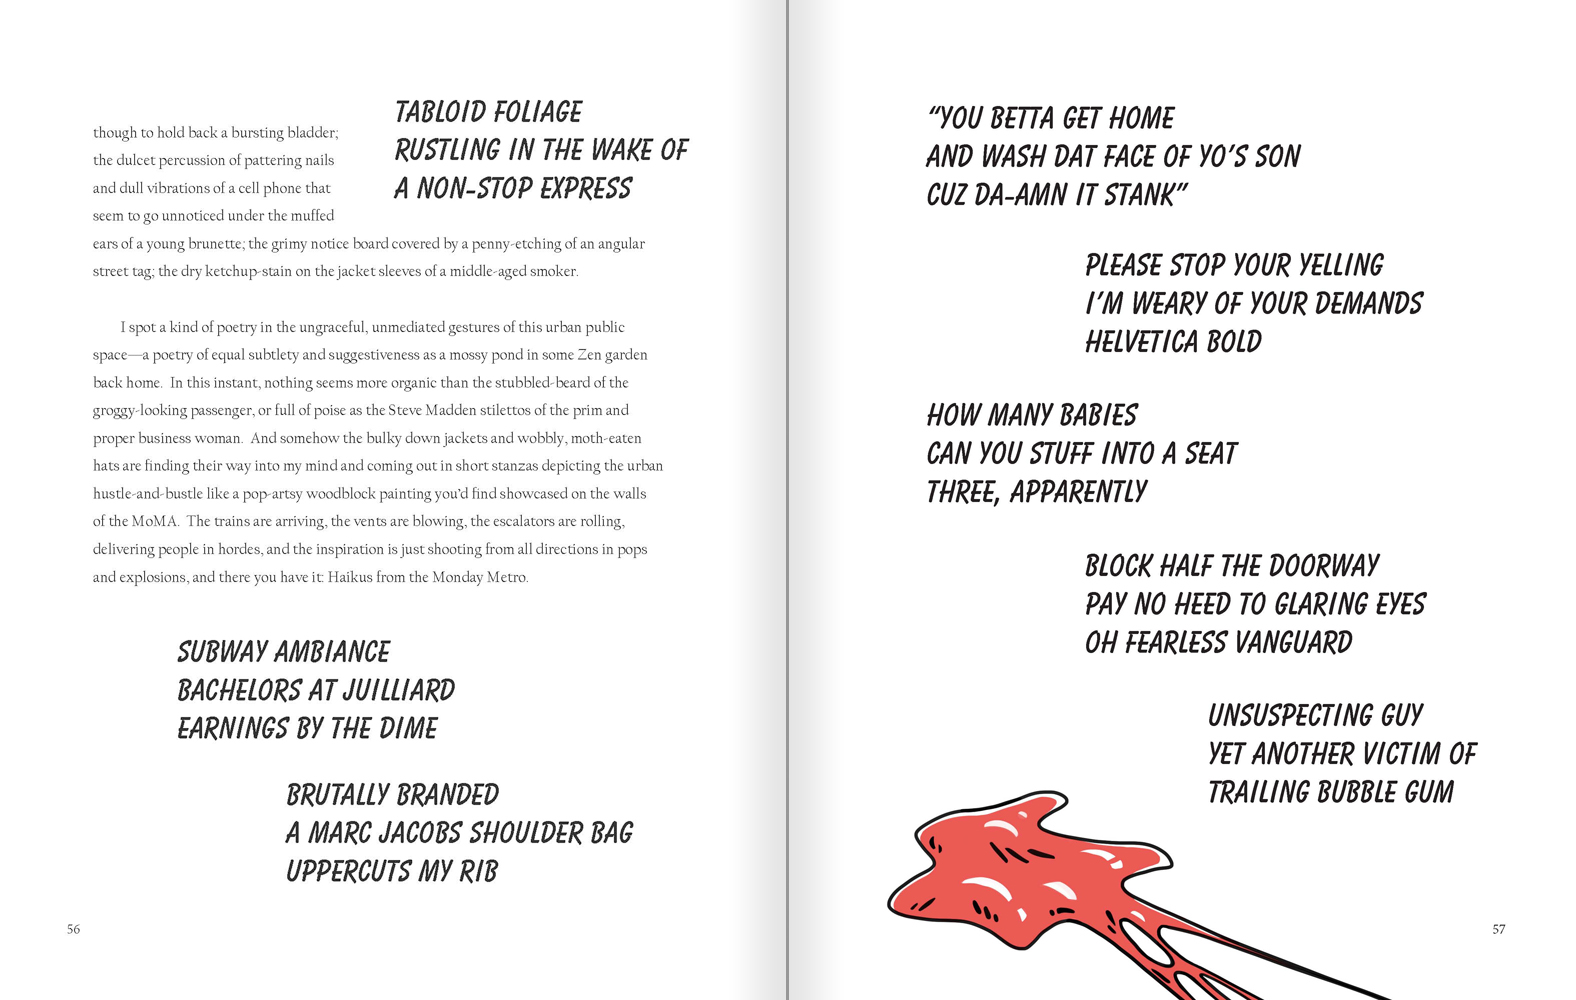 though to hold back a bursting bladder;
the dulcet percussion of pattering nails
and dull vibrations of a cell phone that
seem to go unnoticed under the muffed
ears of a young brunette; the grimy notice board covered by a penny-etching of an angular
street tag; the dry ketchup-stain on the jacket sleeves of a middle-aged smoker.
TABLOID FOLIAGE
RUSTLING IN THE WAKE OF
A NON-STOP EXPRESS
I spot a kind of poetry in the ungraceful, unmediated gestures of this urban public
space—a poetry of equal subtlety and suggestiveness as a mossy pond in some Zen garden
back home.  In this instant, nothing seems more organic than the stubbled-beard of the
groggy-looking passenger, or full of poise as the Steve Madden stilettos of the prim and
proper business woman.  And somehow the bulky down jackets and wobbly, moth-eaten
hats are finding their way into my mind and coming out in short stanzas depicting the urban
hustle-and-bustle like a pop-artsy woodblock painting you'd find showcased on the walls
of the MoMA.  The trains are arriving, the vents are blowing, the escalators are rolling,
delivering people in hordes, and the inspiration is just shooting from all directions in pops
and explosions, and there you have it: Haikus from the Monday Metro.
SUBWAY AMBIANCE
BACHELORS AT JUILLIARD
EARNINGS BY THE DIME
BRUTALLY BRANDED
A MARC JACOBS SHOULDER BAG
UPPERCUTS MY RIB
56
“YOU BETTA GET HOME
AND WASH DAT FACE OF YO’S SON
CUZ DA-AMN IT STANK”
PLEASE STOP YOUR YELLING
I’M WEARY OF YOUR DEMANDS
HELVETICA BOLD
HOW MANY BABIES
CAN YOU STUFF INTO A SEAT
THREE, APPARENTLY
BLOCK HALF THE DOORWAY
PAY NO HEED TO GLARING EYES
OH FEARLESS VANGUARD
UNSUSPECTING GUY
YET ANOTHER VICTIM OF
TRAILING BUBBLE GUM
57